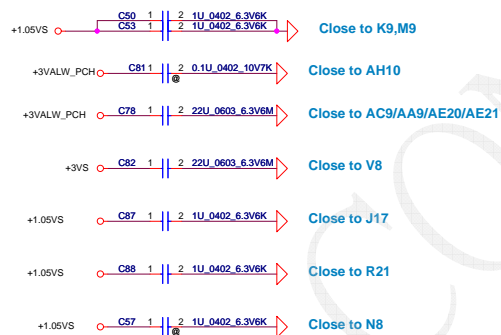 C50 1 2 1U_0402_6.3V6K
+1.05VS C53 1 2 1U_0402_6.3V6K Close to K9,M9
+3VALW_PCH C81 1 2 0.1U_0402_10V7K Close to AH10
@
+3VALW_PCH C78 1 2 22U_0603_6.3V6M Close to AC9/AA9/AE20/AE21
+3VS C82 1 2 22U_0603_6.3V6M Close to V8
+1.05VS C87 1 2 1U_0402_6.3V6K Close to J17
+1.05VS C88 1 2 1U_0402_6.3V6K Close to R21
+1.05VS C57 1 2 1U_0402_6.3V6K Close to N8
@